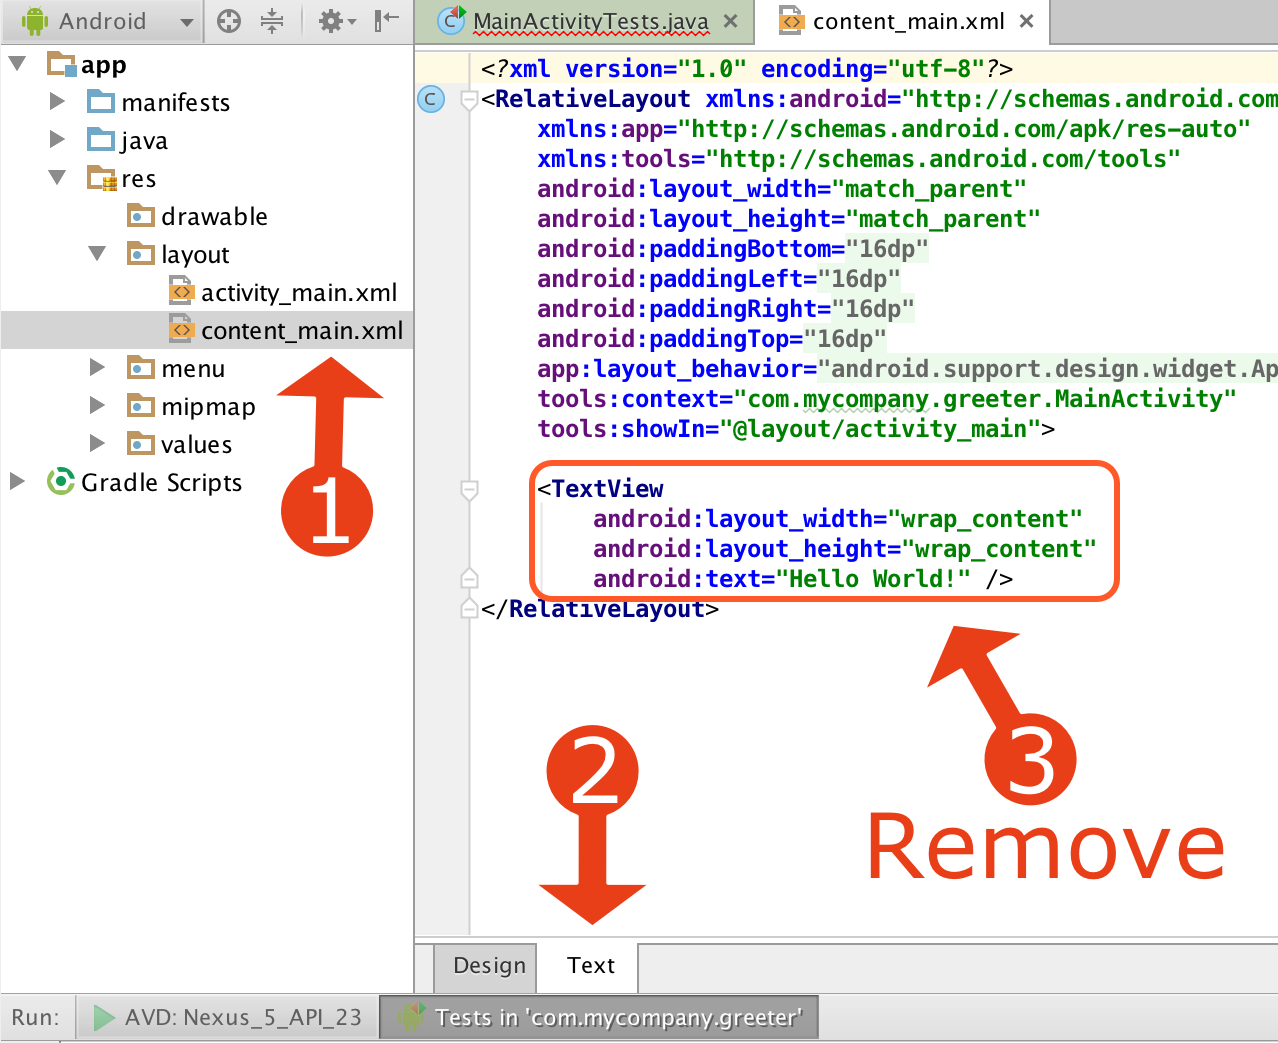 Android
MainActivityTests.java
content_main.xml
app
manifests
java
res
drawable
layout
activity_main.xml
content_main.xml
menu
mipmap
values
Gradle Scripts
1
C
<?xml version="1.0" encoding="utf-8"?>
<RelativeLayout xmlns:android="http://schemas.android.com
xmlns:app="http://schemas.android.com/apk/res-auto"
xmlns:tools="http://schemas.android.com/tools"
android:layout_width="match_parent"
android:layout_height="match_parent"
android:paddingBottom="16dp"
android:paddingLeft="16dp"
android:paddingRight="16dp"
android:paddingTop="16dp"
app:layout_behavior="android.support.design.widget.Ap
tools:context="com.mycompany.greeter.MainActivity"
tools:showIn="@layout/activity_main">
<TextView
android:layout_width="wrap_content"
android:layout_height="wrap_content"
android:text="Hello World!" />
</RelativeLayout>
2
3
Remove
Design
Text
Run:
AVD: Nexus_5_API_23
Tests in 'com.mycompany.greeter'